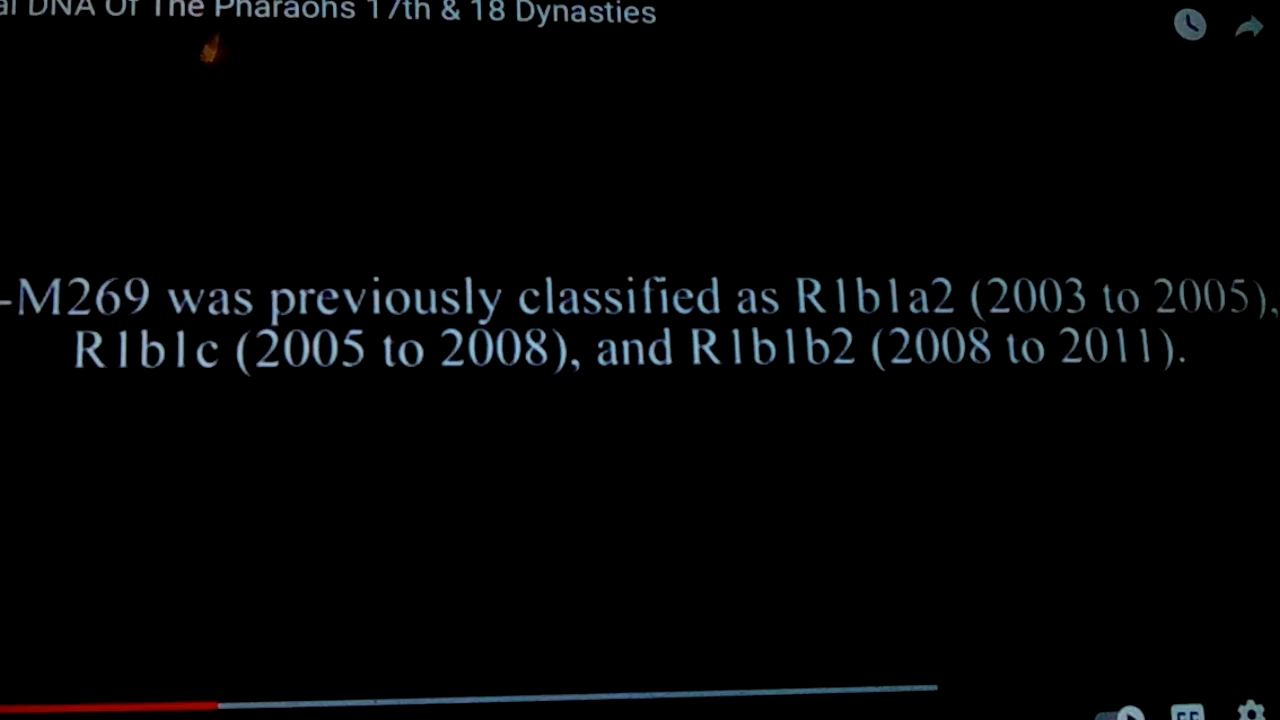 DNA Of The Pharaohs 17th & 18 Dynasties
-M269 was previously classified as R1b1a2 (2003 to 2005),
R1b1c (2005 to 2008), and R1b1b2 (2008 to 2011).